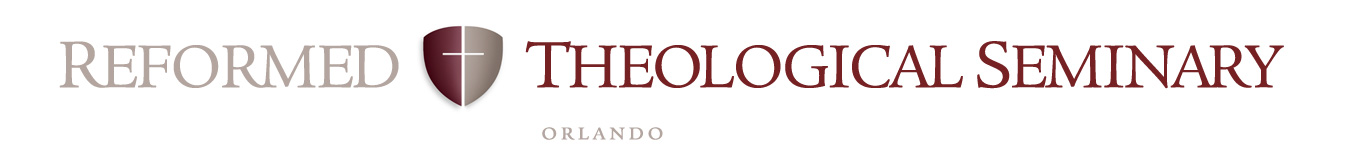 REFORMED THEOLOGICAL SEMINARY
ORLANDO